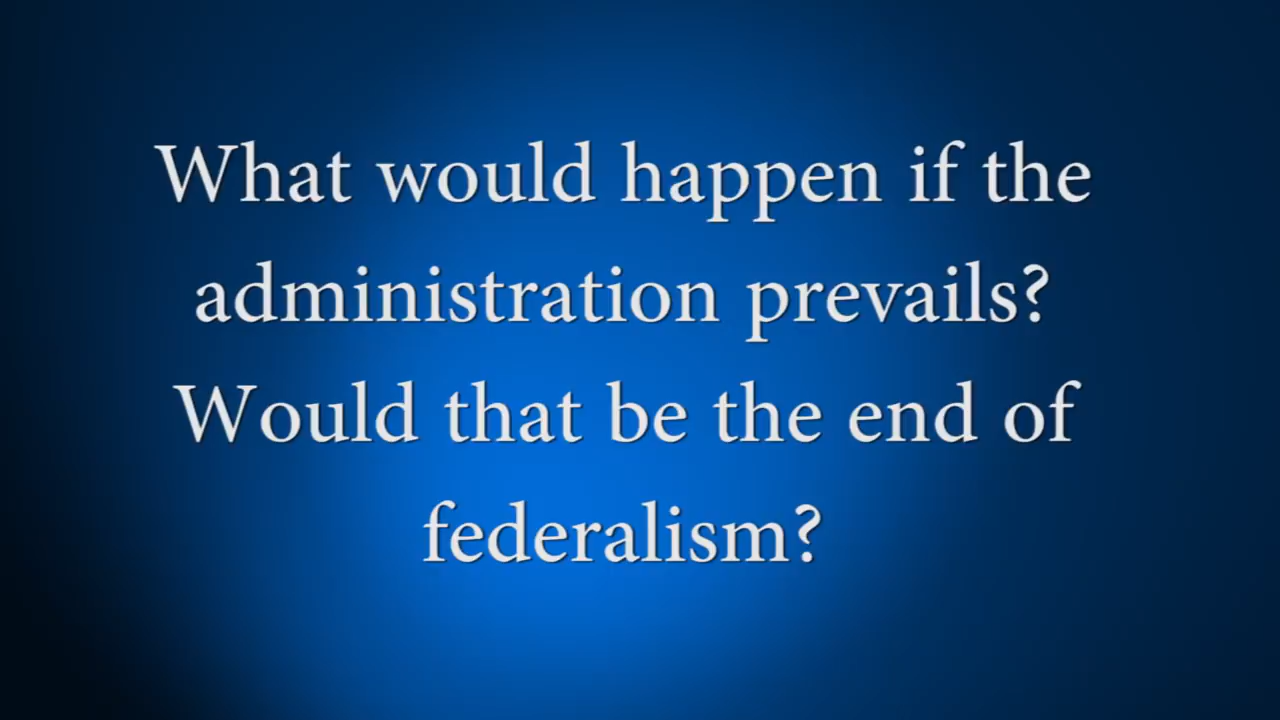 What would happen if the
administration prevails?
Would that be the end of
federalism?